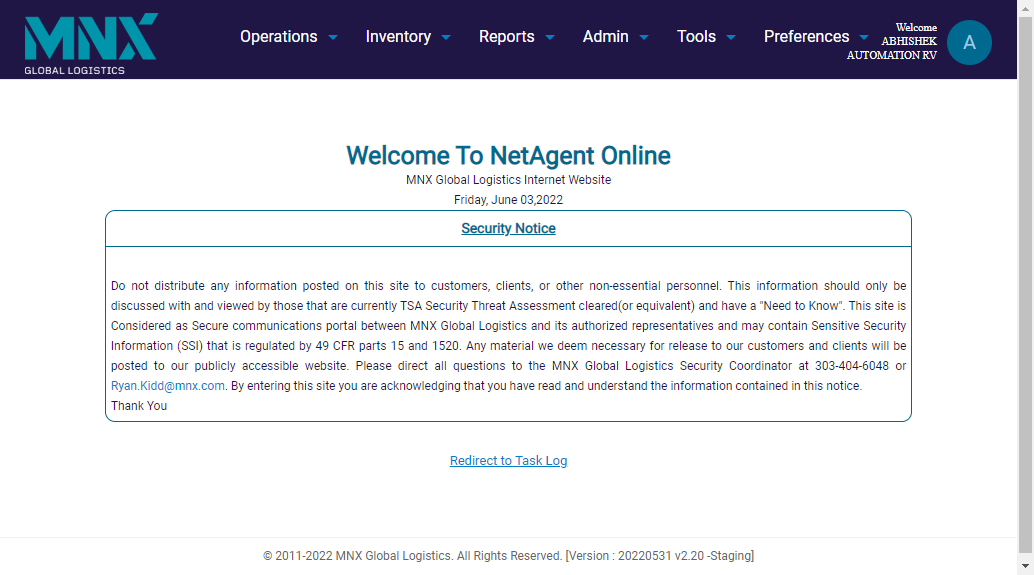 MNX
GLOBAL LOGISTICS
Operations
Inventory
Reports
Admin
Tools
Preferences
Welcome
ABHISHEK
AUTOMATION RV
A
Welcome To NetAgent Online
MNX Global Logistics Internet Website
Friday, June 03,2022
Security Notice
Do not distribute any information posted on this site to customers, clients, or other non-essential personnel. This information should only be
discussed with and viewed by those that are currently TSA Security Threat Assessment cleared(or equivalent) and have a "Need to Know". This site is
Considered as Secure communications portal between MNX Global Logistics and its authorized representatives and may contain Sensitive Security
Information (SSI) that is regulated by 49 CFR parts 15 and 1520. Any material we deem necessary for release to our customers and clients will be
posted to our publicly accessible website. Please direct all questions to the MNX Global Logistics Security Coordinator at 303-404-6048 or
Ryan.Kidd@mnx.com. By entering this site you are acknowledging that you have read and understand the information contained in this notice.
Thank You
Redirect to Task Log
© 2011-2022 MNX Global Logistics. All Rights Reserved. [Version : 20220531 v2.20 -Staging]